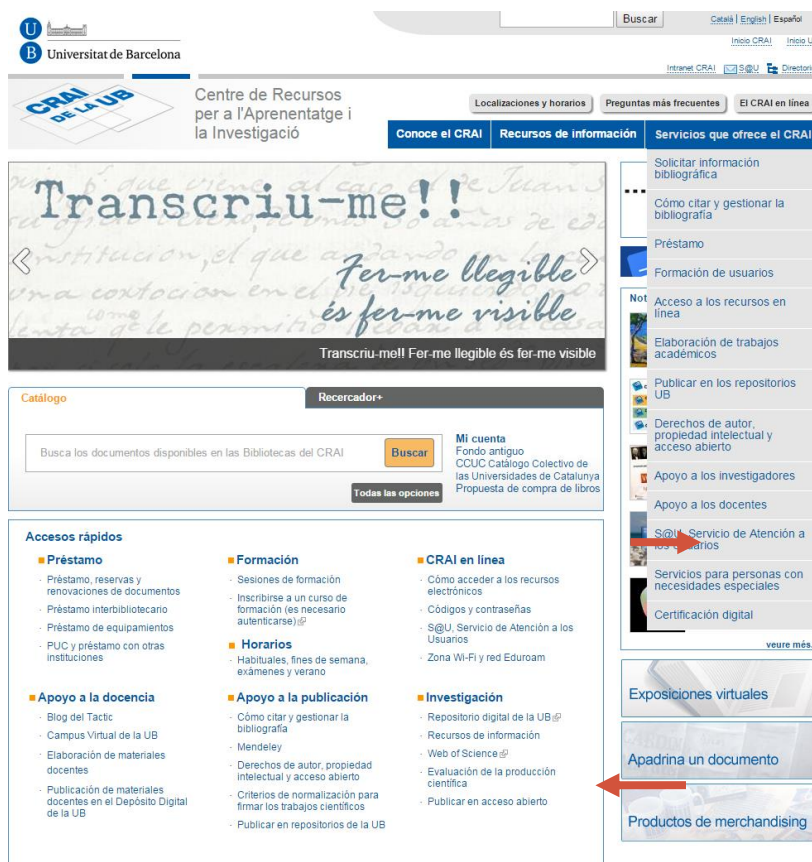 Buscar
Català | English | Español
Inicio CRAI Inicio U
Universitat de Barcelona
Intranet CRAI S@U Directorio
CRAI
DE LA UB
Centre de Recursos
per a l'Aprenentatge i
la Investigació
Localizaciones y horarios
Preguntas más frecuentes
El CRAI en línea
Conoce el CRAI
Recursos de información
Servicios que ofrece el CRAI
Transcriu-me!!
Fer-me llegible
és fer-me visible
Transcriu-me!! Fer-me llegible és fer-me visible
Solicitar información
bibliográfica
Cómo citar y gestionar la
bibliografía
Préstamo
Formación de usuarios
Not
Acceso a los recursos en
línea
Elaboración de trabajos
académicos
Publicar en los repositorios
UB
Derechos de autor,
propiedad intelectual y
acceso abierto
Apoyo a los investigadores
Apoyo a los docentes
S@U, Servicio de Atención a
los usuarios
Servicios para personas con
necesidades especiales
Certificación digital
veure més.
Catálogo
Recercador+
Busca los documentos disponibles en las Bibliotecas del CRAI
Buscar
Todas las opciones
Mi cuenta
Fondo antiguo
CCUC Catálogo Colectivo de
las Universidades de Catalunya
Propuesta de compra de libros
Accesos rápidos
Préstamo
· Préstamo, reservas y
renovaciones de documentos
· Préstamo interbibliotecario
· Préstamo de equipamientos
· PUC y préstamo con otras
instituciones
Formación
· Sesiones de formación
· Inscribirse a un curso de
formación (es necesario
autenticarse)
Horarios
· Habituales, fines de semana,
exámenes y verano
CRAI en línea
· Cómo acceder a los recursos
electrónicos
· Códigos y contraseñas
· S@U, Servicio de Atención a los
Usuarios
· Zona Wi-Fi y red Eduroam
Apoyo a la docencia
· Blog del Tactic
· Campus Virtual de la UB
· Elaboración de materiales
docentes
· Publicación de materiales
docentes en el Depósito Digital
de la UB
Apoyo a la publicación
· Cómo citar y gestionar la
bibliografía
· Mendeley
· Derechos de autor, propiedad
intelectual y acceso abierto
· Criterios de normalización para
firmar los trabajos científicos
· Publicar en repositorios de la UB
Investigación
· Repositorio digital de la UB
· Recursos de información
· Web of Science
· Evaluación de la producción
científica
· Publicar en acceso abierto
Exposiciones virtuales
Apadrina un documento
Productos de merchandising